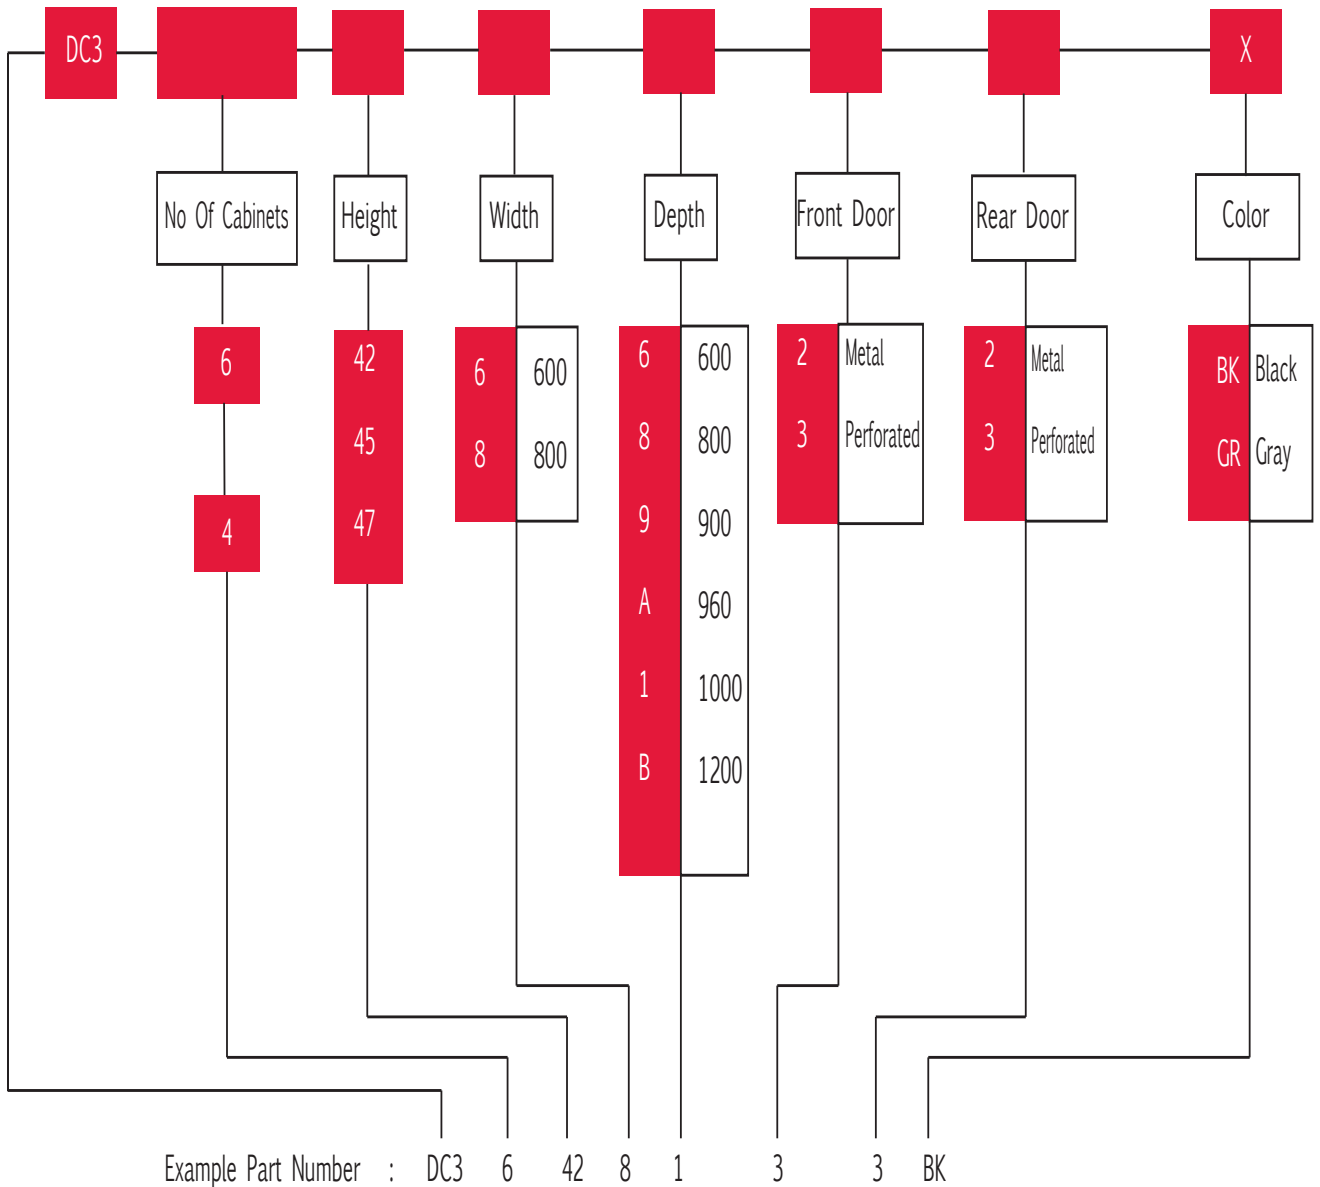 DC3 X
No Of Cabinets Height Width Depth Front Door Rear Door Color
6 42 6 600 6 600 2 Metal 2 Metal BK Black
45 8 800 8 800 3 Perforated 3 Perforated GR Gray
4 47 9 900
A 960
1 1000
B 1200
Example Part Number : DC3 6 42 8 1 3 3 BK